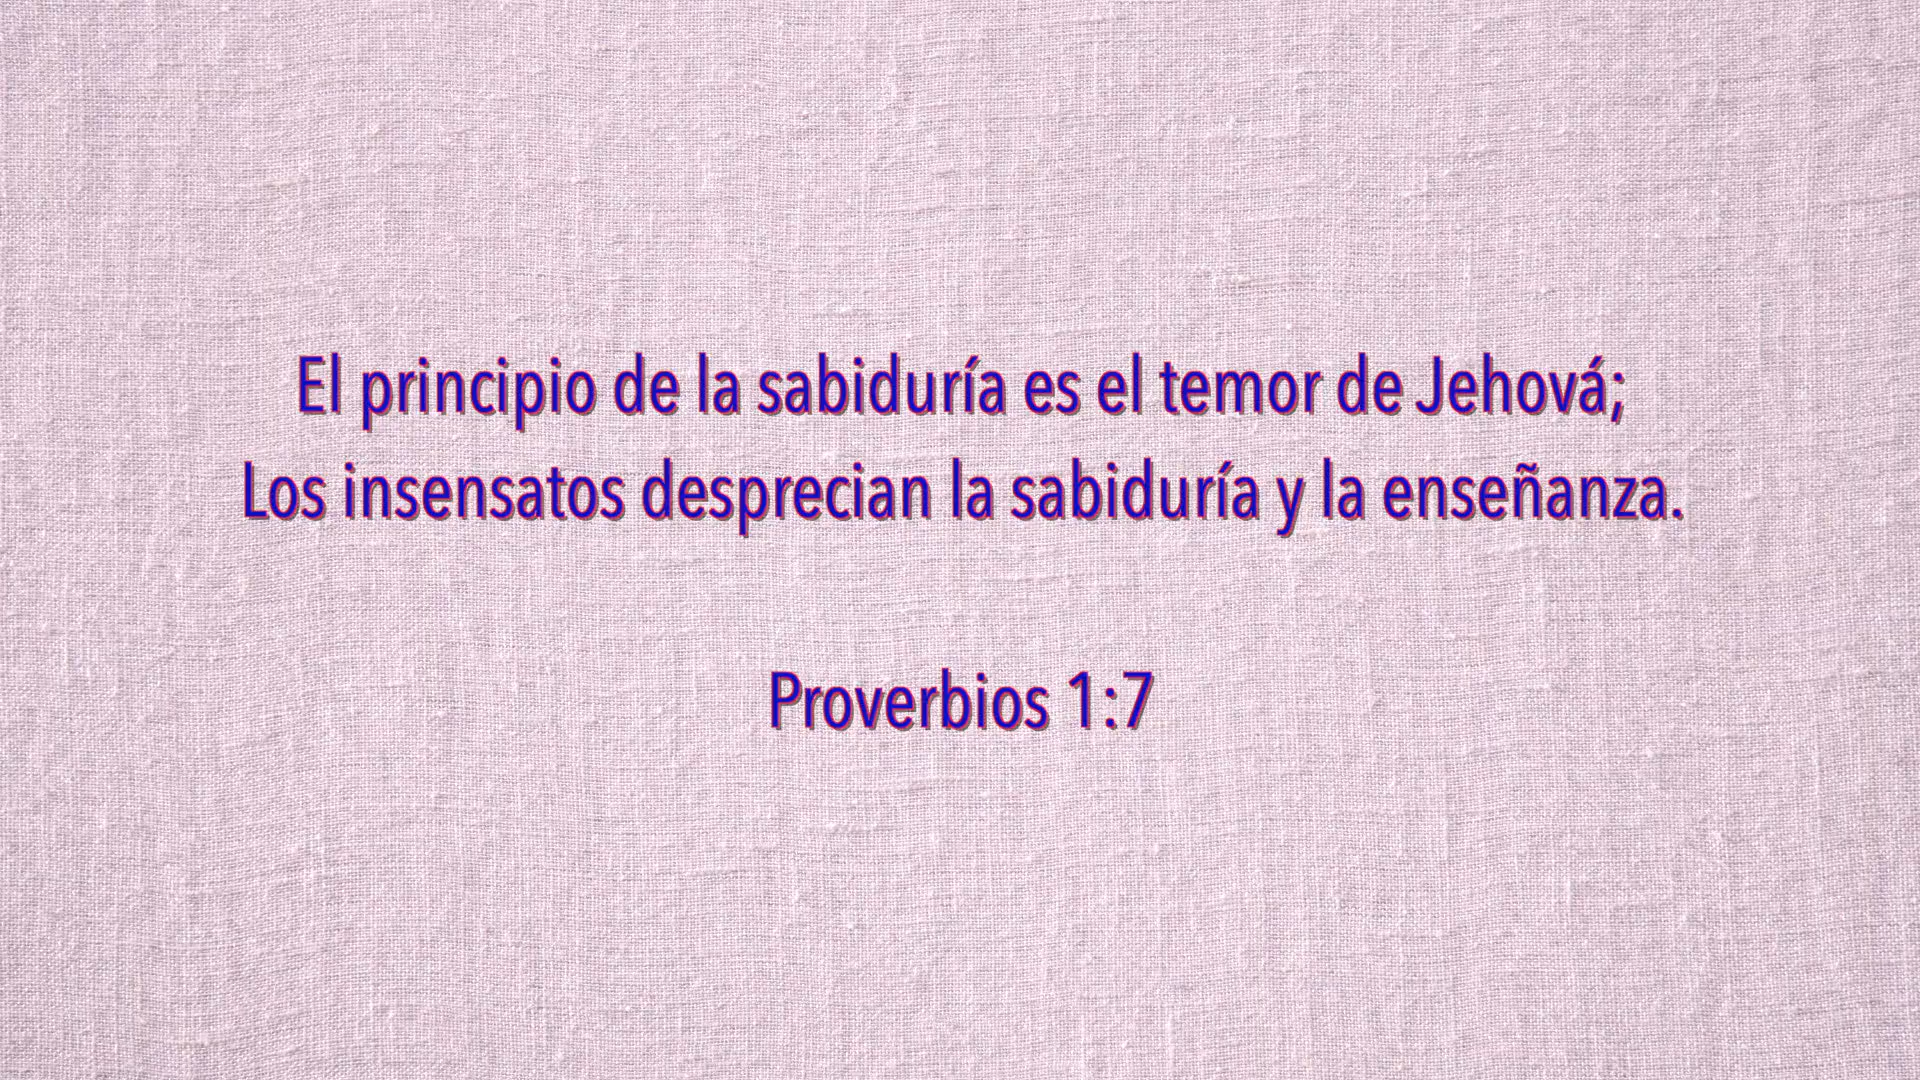 El principio de la sabiduría es el temor de Jehová;
Los insensatos desprecian la sabiduría y la enseñanza.
Proverbios 1:7